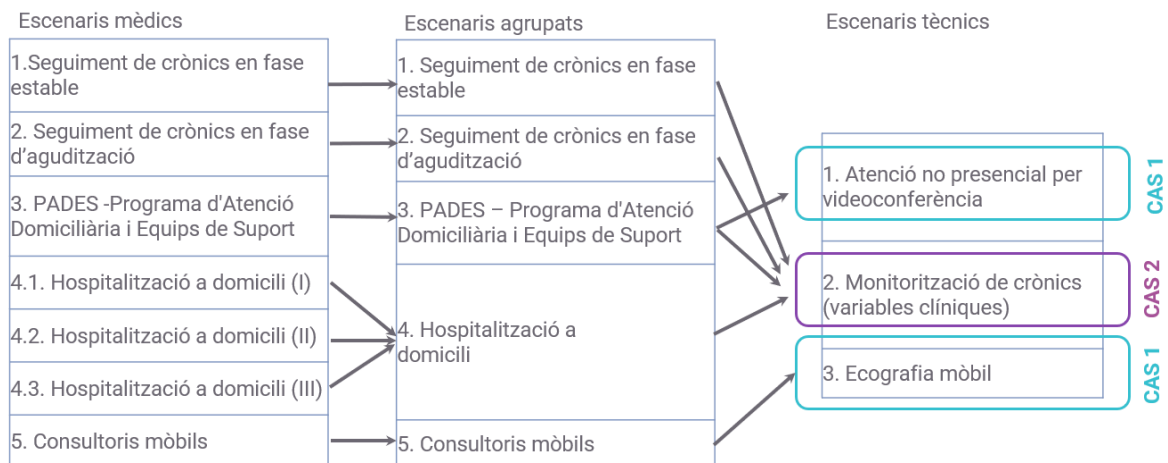 Escenaris mèdics
1.Seguiment de crònics en fase
estable
2. Seguiment de crònics en fase
d'agudització
3. PADES -Programa d'Atenció
Domiciliària i Equips de Suport
4.1. Hospitalització a domicili (I)
4.2. Hospitalització a domicili (II)
4.3. Hospitalització a domicili (III)
5. Consultoris mòbils
Escenaris agrupats
1. Seguiment de crònics en fase
estable
2. Seguiment de crònics en fase
d'agudització
3. PADES – Programa d'Atenció
Domiciliària i Equips de Suport
4. Hospitalització a
domicili
5. Consultoris mòbils
Escenaris tècnics
1. Atenció no presencial per
videoconferència
CAS 1
2. Monitorització de crònics
(variables clíniques)
CAS 2
3. Ecografia mòbil
CAS 1